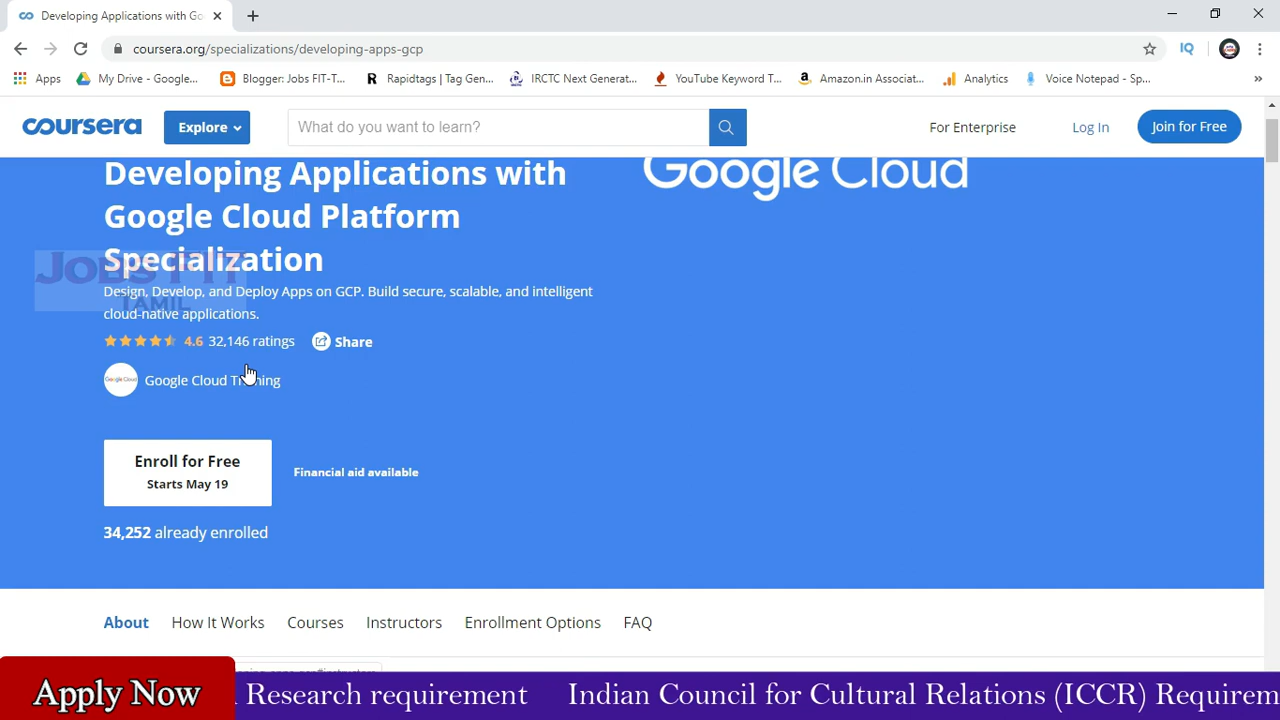 Developing Applications with Go
coursera.org/specializations/developing-apps-gcp
IQ
Apps My Drive - Google... Blogger: Jobs FIT-T... Rapidtags | Tag Gen... IRCTC Next Generat... YouTube Keyword T... Amazon.in Associat... Analytics Voice Notepad - Sp... »
coursera Explore What do you want to learn? For Enterprise Log In Join for Free
Developing Applications with
Google Cloud Platform
Specialization
Google Cloud
JOBS FIT
TAMIL
Design, Develop, and Deploy Apps on GCP. Build secure, scalable, and intelligent
cloud-native applications.
4.6 32,146 ratings Share
Google Cloud Training
Enroll for Free
Starts May 19
Financial aid available
34,252 already enrolled
About How It Works Courses Instructors Enrollment Options FAQ
Apply Now Research requirement Indian Council for Cultural Relations (ICCR) Requirem